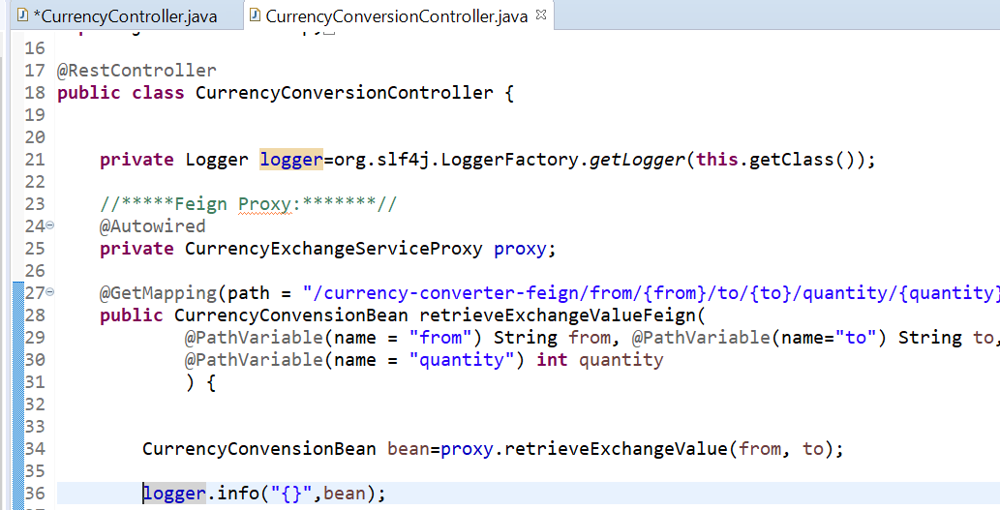 *CurrencyController.java CurrencyConversionController.java
16
17 @RestController
18 public class CurrencyConversionController {
19
20
21 private Logger logger=org.slf4j.LoggerFactory.getLogger(this.getClass());
22
23 //*****Feign Proxy:*******//
24 @Autowired
25 private CurrencyExchangeServiceProxy proxy;
26
27 @GetMapping(path = "/currency-converter-feign/from/{from}/to/{to}/quantity/{quantity}
28 public CurrencyConvensionBean retrieveExchangeValueFeign(
29 @PathVariable(name = "from") String from, @PathVariable(name="to") String to,
30 @PathVariable(name = "quantity") int quantity
31 ) {
32
33
34 CurrencyConvensionBean bean=proxy.retrieveExchangeValue(from, to);
35
36 logger.info("{}",bean);